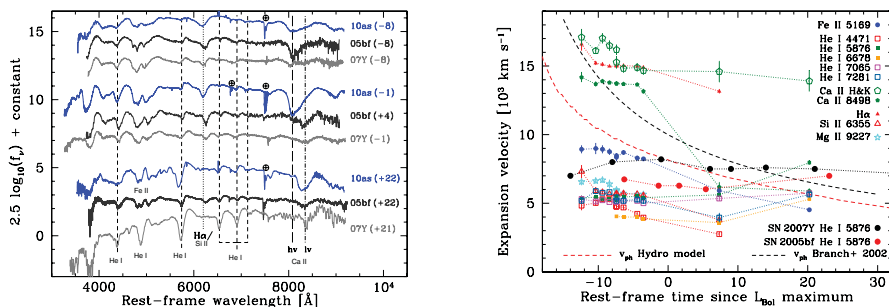 2.5 log₁₀(fᵥ) + constant
15
10
5
0
10as (-8)
05bf (-8)
07Y (-8)
10as (-1)
05bf (+4)
07Y (-1)
10as (+22)
05bf (+22)
07Y (+21)
Fe II
Hα/
Si II
He I
He I
He I
He I
hv
lv
Ca II
4000
6000
8000
10⁴
Rest-frame wavelength [Å]
Expansion velocity [10³ km s⁻¹]
15
10
5
0
Fe II 5169
He I 4471
He I 5876
He I 6678
He I 7065
He I 7281
Ca II H&K
Ca II 8498
Hα
Si II 6355
Mg II 9227
SN 2007Y He I 5876
SN 2005bf He I 5876
v_ph Hydro model
v_ph Branch+ 2002
-10
0
10
20
30
Rest-frame time since L_Bol maximum